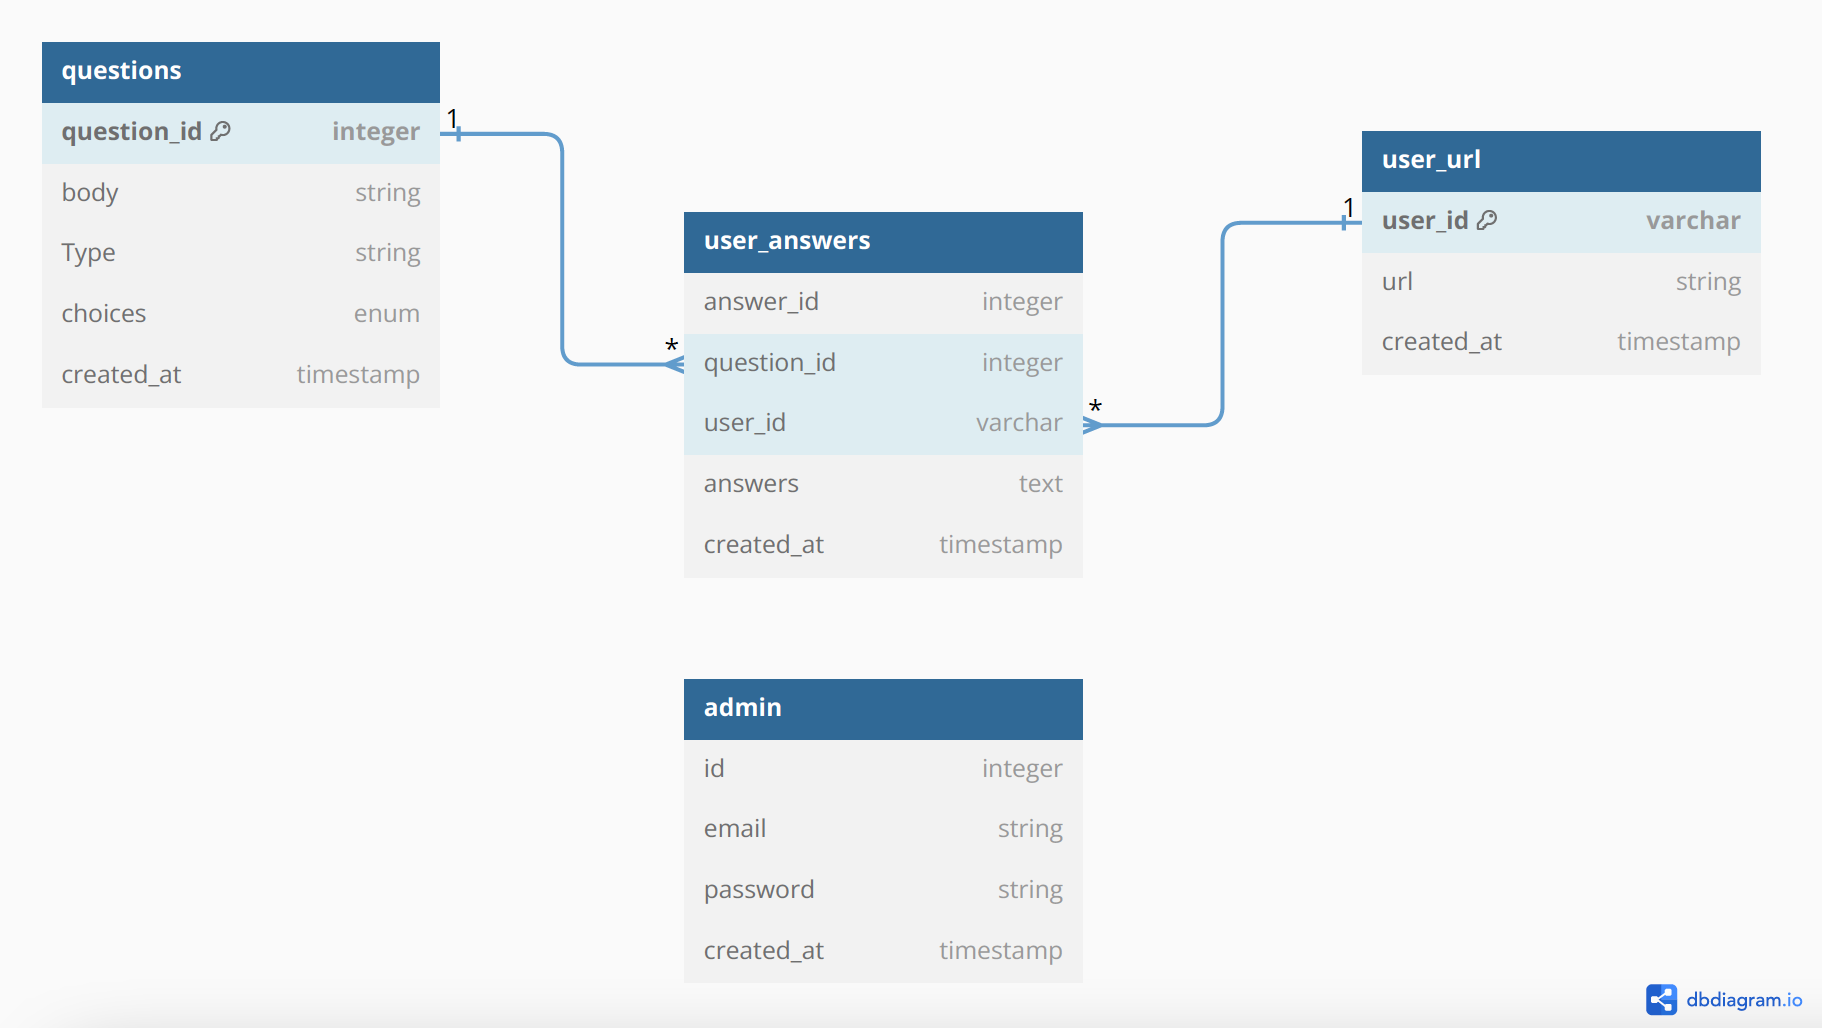 questions
question_id integer
body string
Type string
choices enum
created_at timestamp
1
*
user_answers
answer_id integer
question_id integer
user_id varchar
answers text
created_at timestamp
*
1
user_url
user_id varchar
url string
created_at timestamp
admin
id integer
email string
password string
created_at timestamp
dbdiagram.io